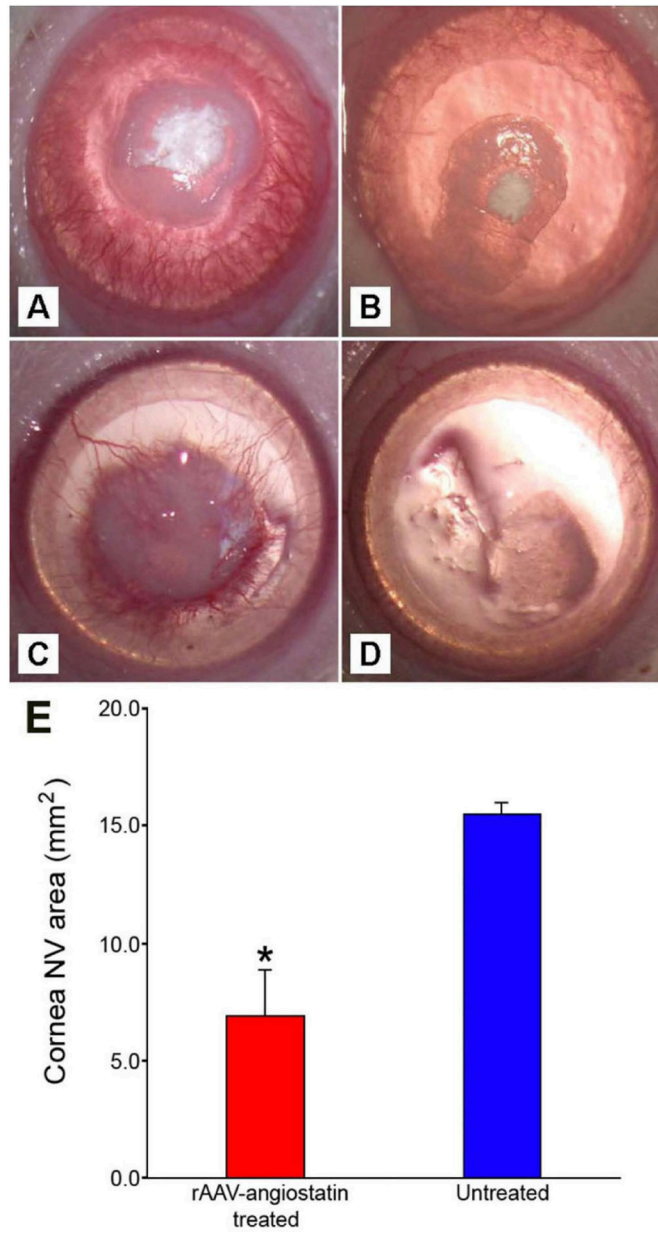 A
B
C
D
E
20.0
15.0
10.0
5.0
0.0
Cornea NV area (mm²)
*
rAAV-angiostatin
treated
Untreated